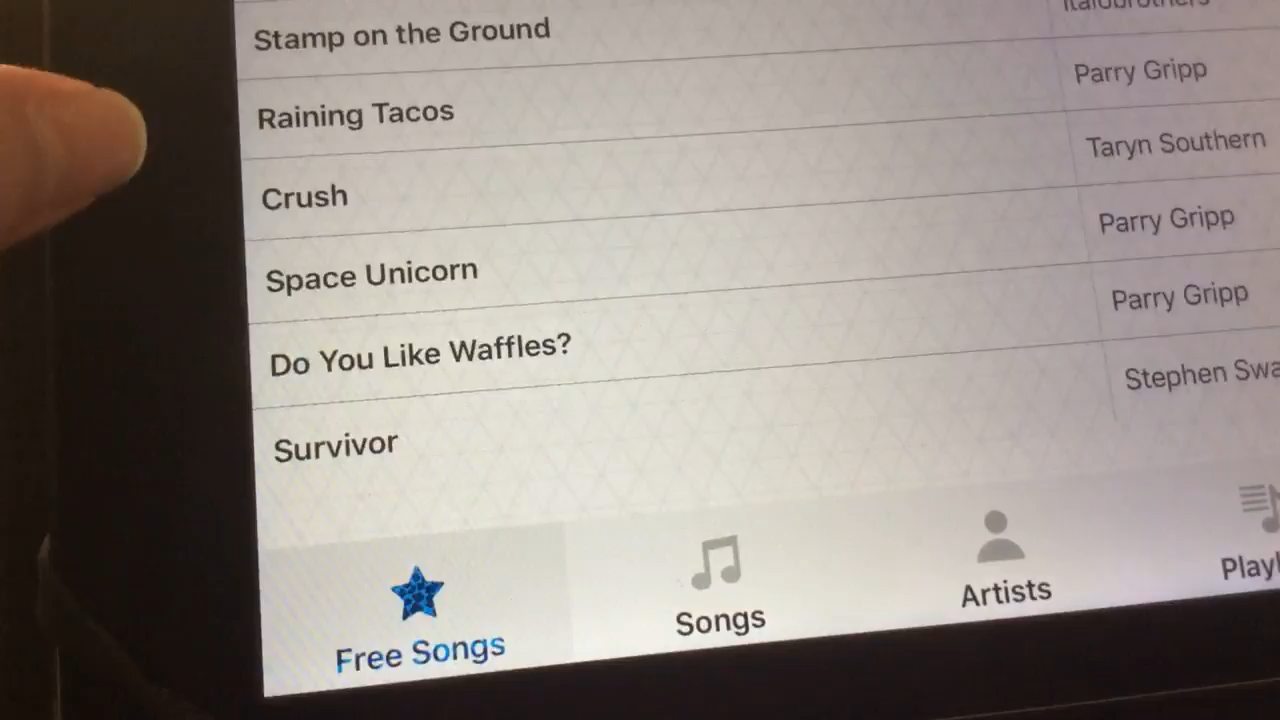 Stamp on the Ground
Raining Tacos Parry Gripp
Crush Taryn Southern
Space Unicorn Parry Gripp
Do You Like Waffles? Parry Gripp
Survivor Stephen
Free Songs Songs Artists